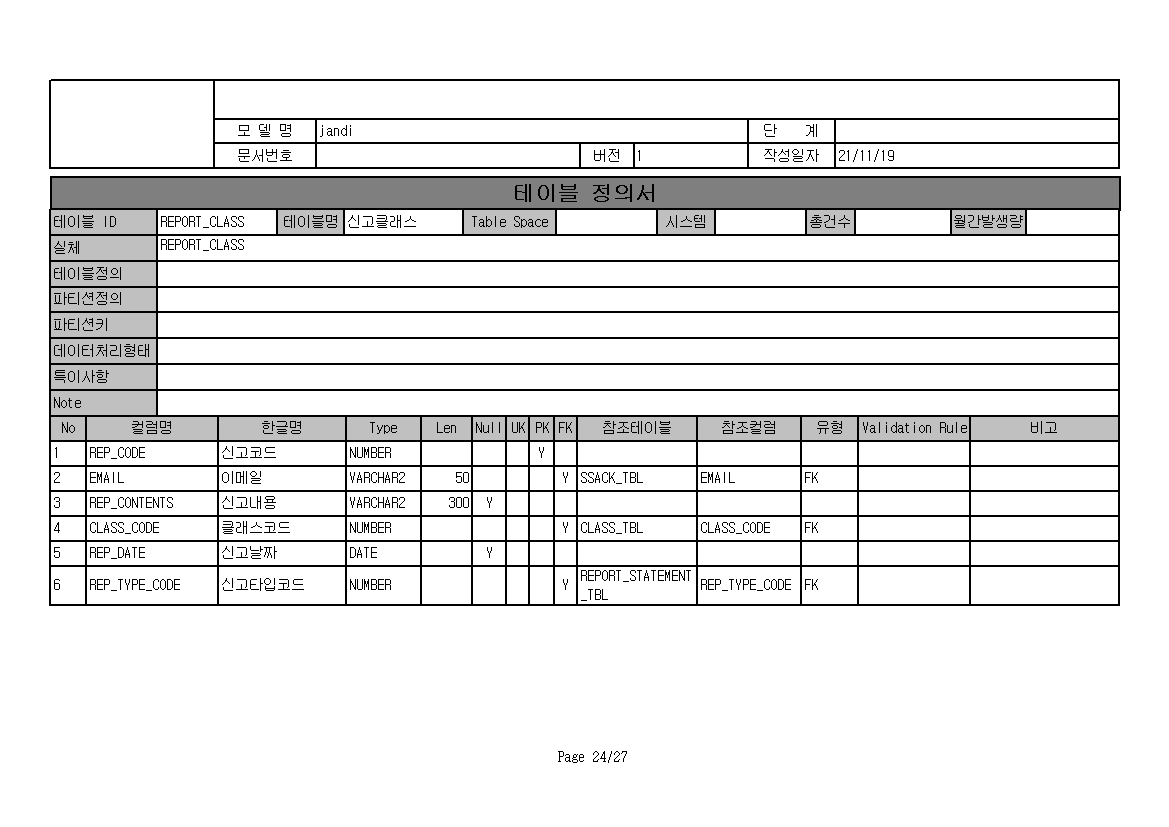 모 델 명 jandi 단 계
문서번호 버전 1 작성일자 21/11/19
테이블 정의서
테이블 ID REPORT_CLASS 테이블명 신고클래스 Table Space 시스템 총건수 월간발생량
실체 REPORT_CLASS
테이블정의
파티션정의
파티션키
데이터처리형태
특이사항
Note
No 컬럼명 한글명 Type Len Null UK PK FK 참조테이블 참조컬럼 유형 Validation Rule 비고
1 REP_CODE 신고코드 NUMBER Y
2 EMAIL 이메일 VARCHAR2 50 Y SSACK_TBL EMAIL FK
3 REP_CONTENTS 신고내용 VARCHAR2 300 Y
4 CLASS_CODE 클래스코드 NUMBER Y CLASS_TBL CLASS_CODE FK
5 REP_DATE 신고날짜 DATE Y
6 REP_TYPE_CODE 신고타입코드 NUMBER Y REPORT_STATEMENT
_TBL REP_TYPE_CODE FK
Page 24/27